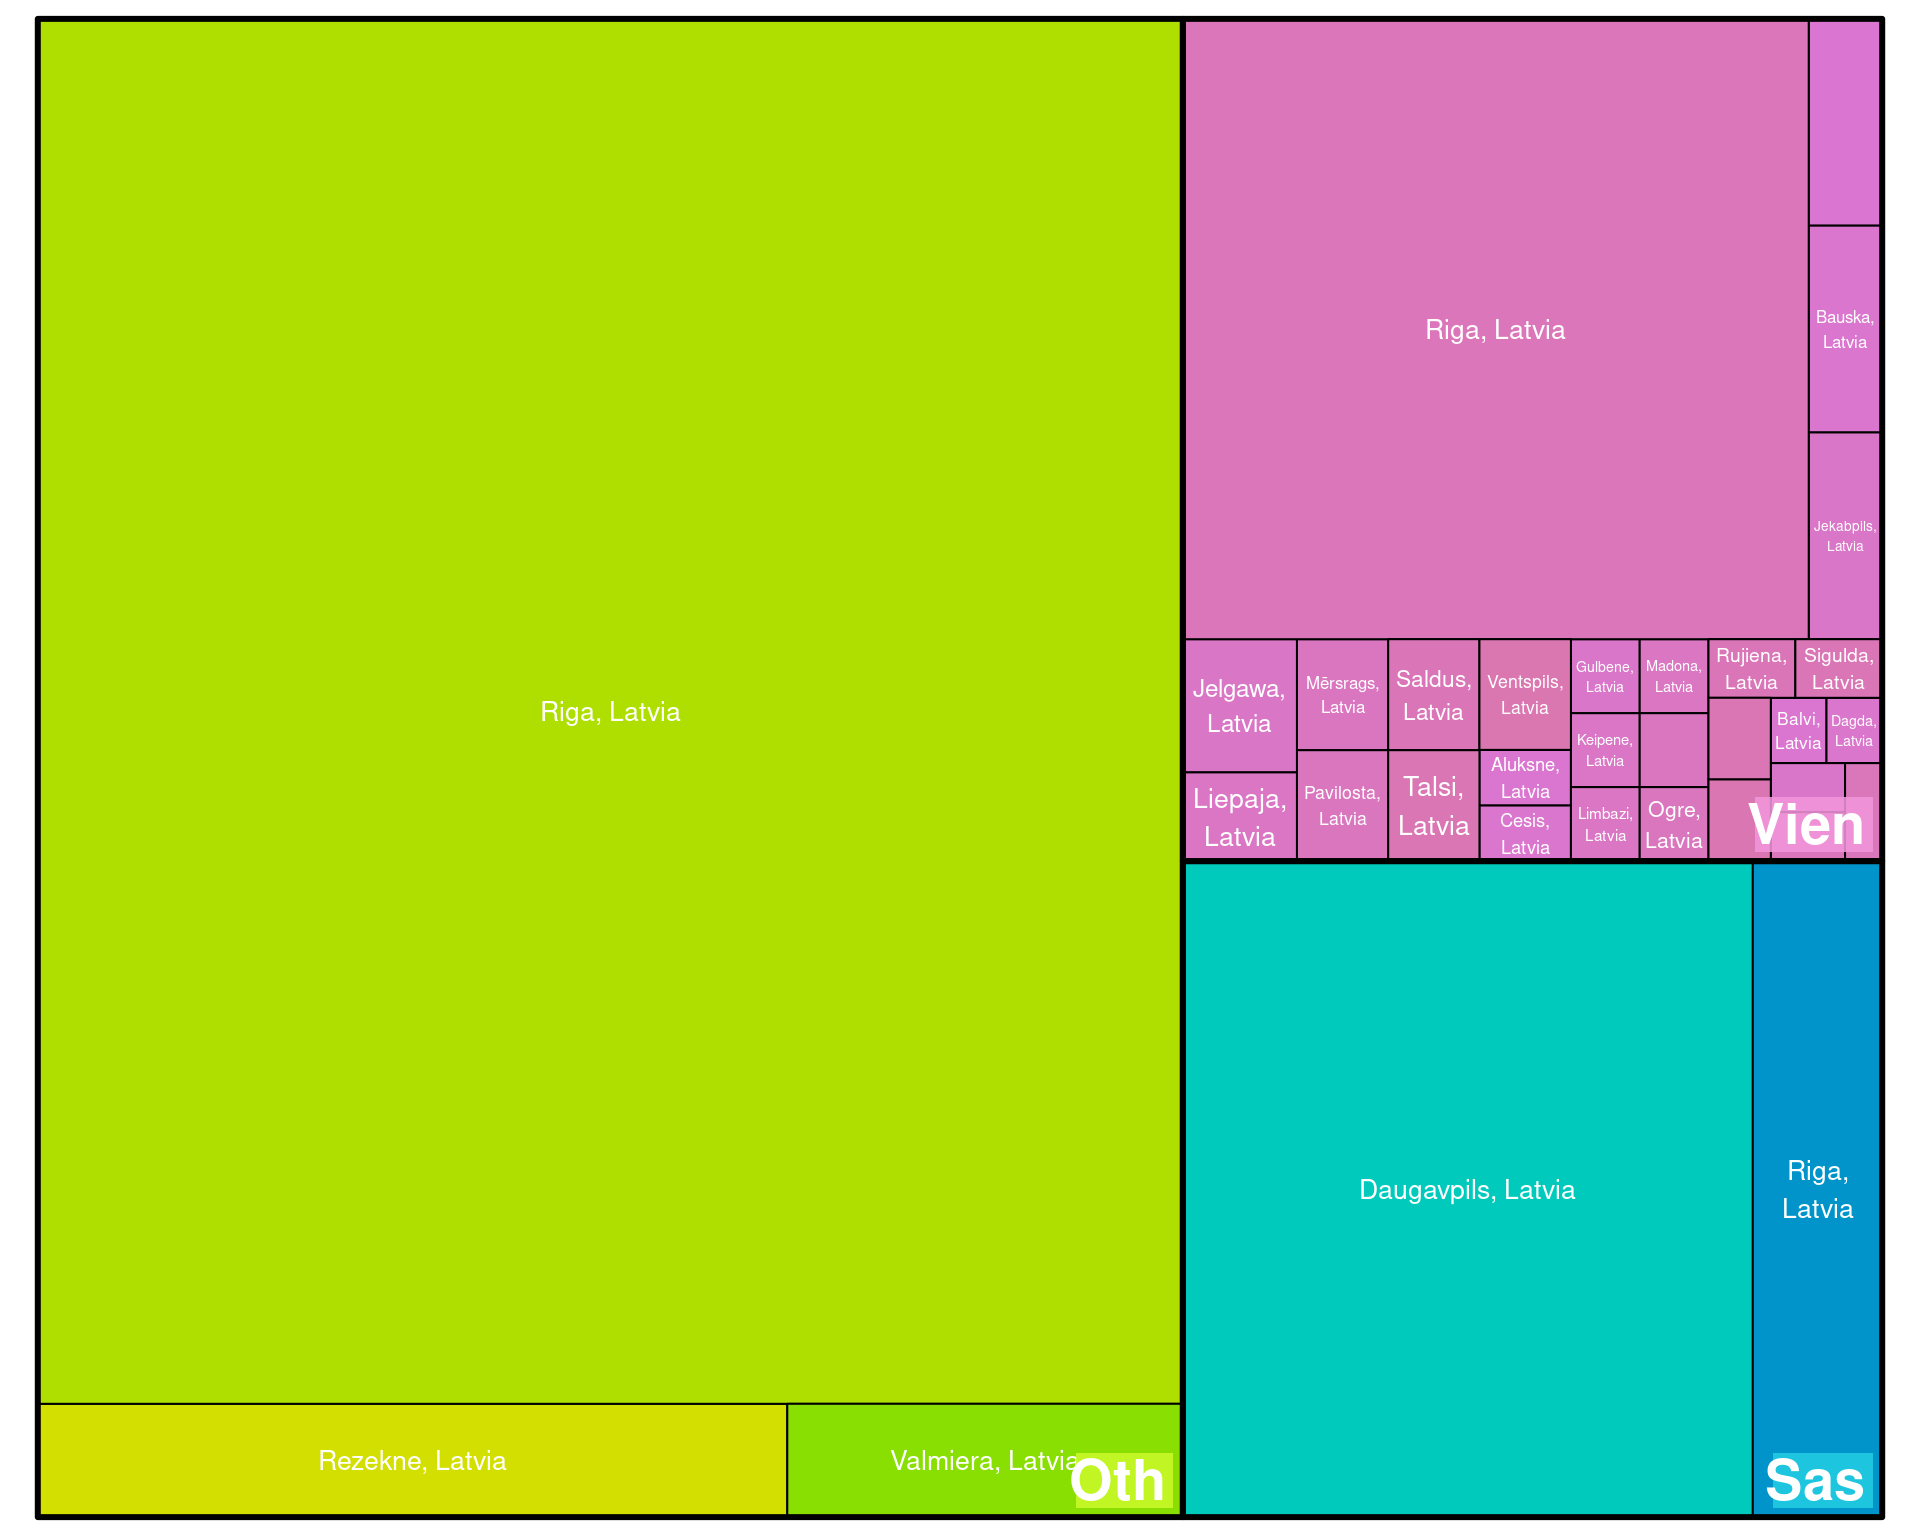 Riga, Latvia
Rezekne, Latvia
Valmiera, Latvia
Oth
Riga, Latvia
Bauska,
Latvia
Jekabpils,
Latvia
Jelgawa,
Latvia
Liepaja,
Latvia
Mērsrags,
Latvia
Pavilosta,
Latvia
Saldus,
Latvia
Talsi,
Latvia
Ventspils,
Latvia
Aluksne,
Latvia
Cesis,
Latvia
Gulbene,
Latvia
Keipene,
Latvia
Limbazi,
Latvia
Madona,
Latvia
Ogre,
Latvia
Rujiena,
Latvia
Sigulda,
Latvia
Balvi,
Latvia
Dagda,
Latvia
Vien
Daugavpils, Latvia
Riga,
Latvia
Sas